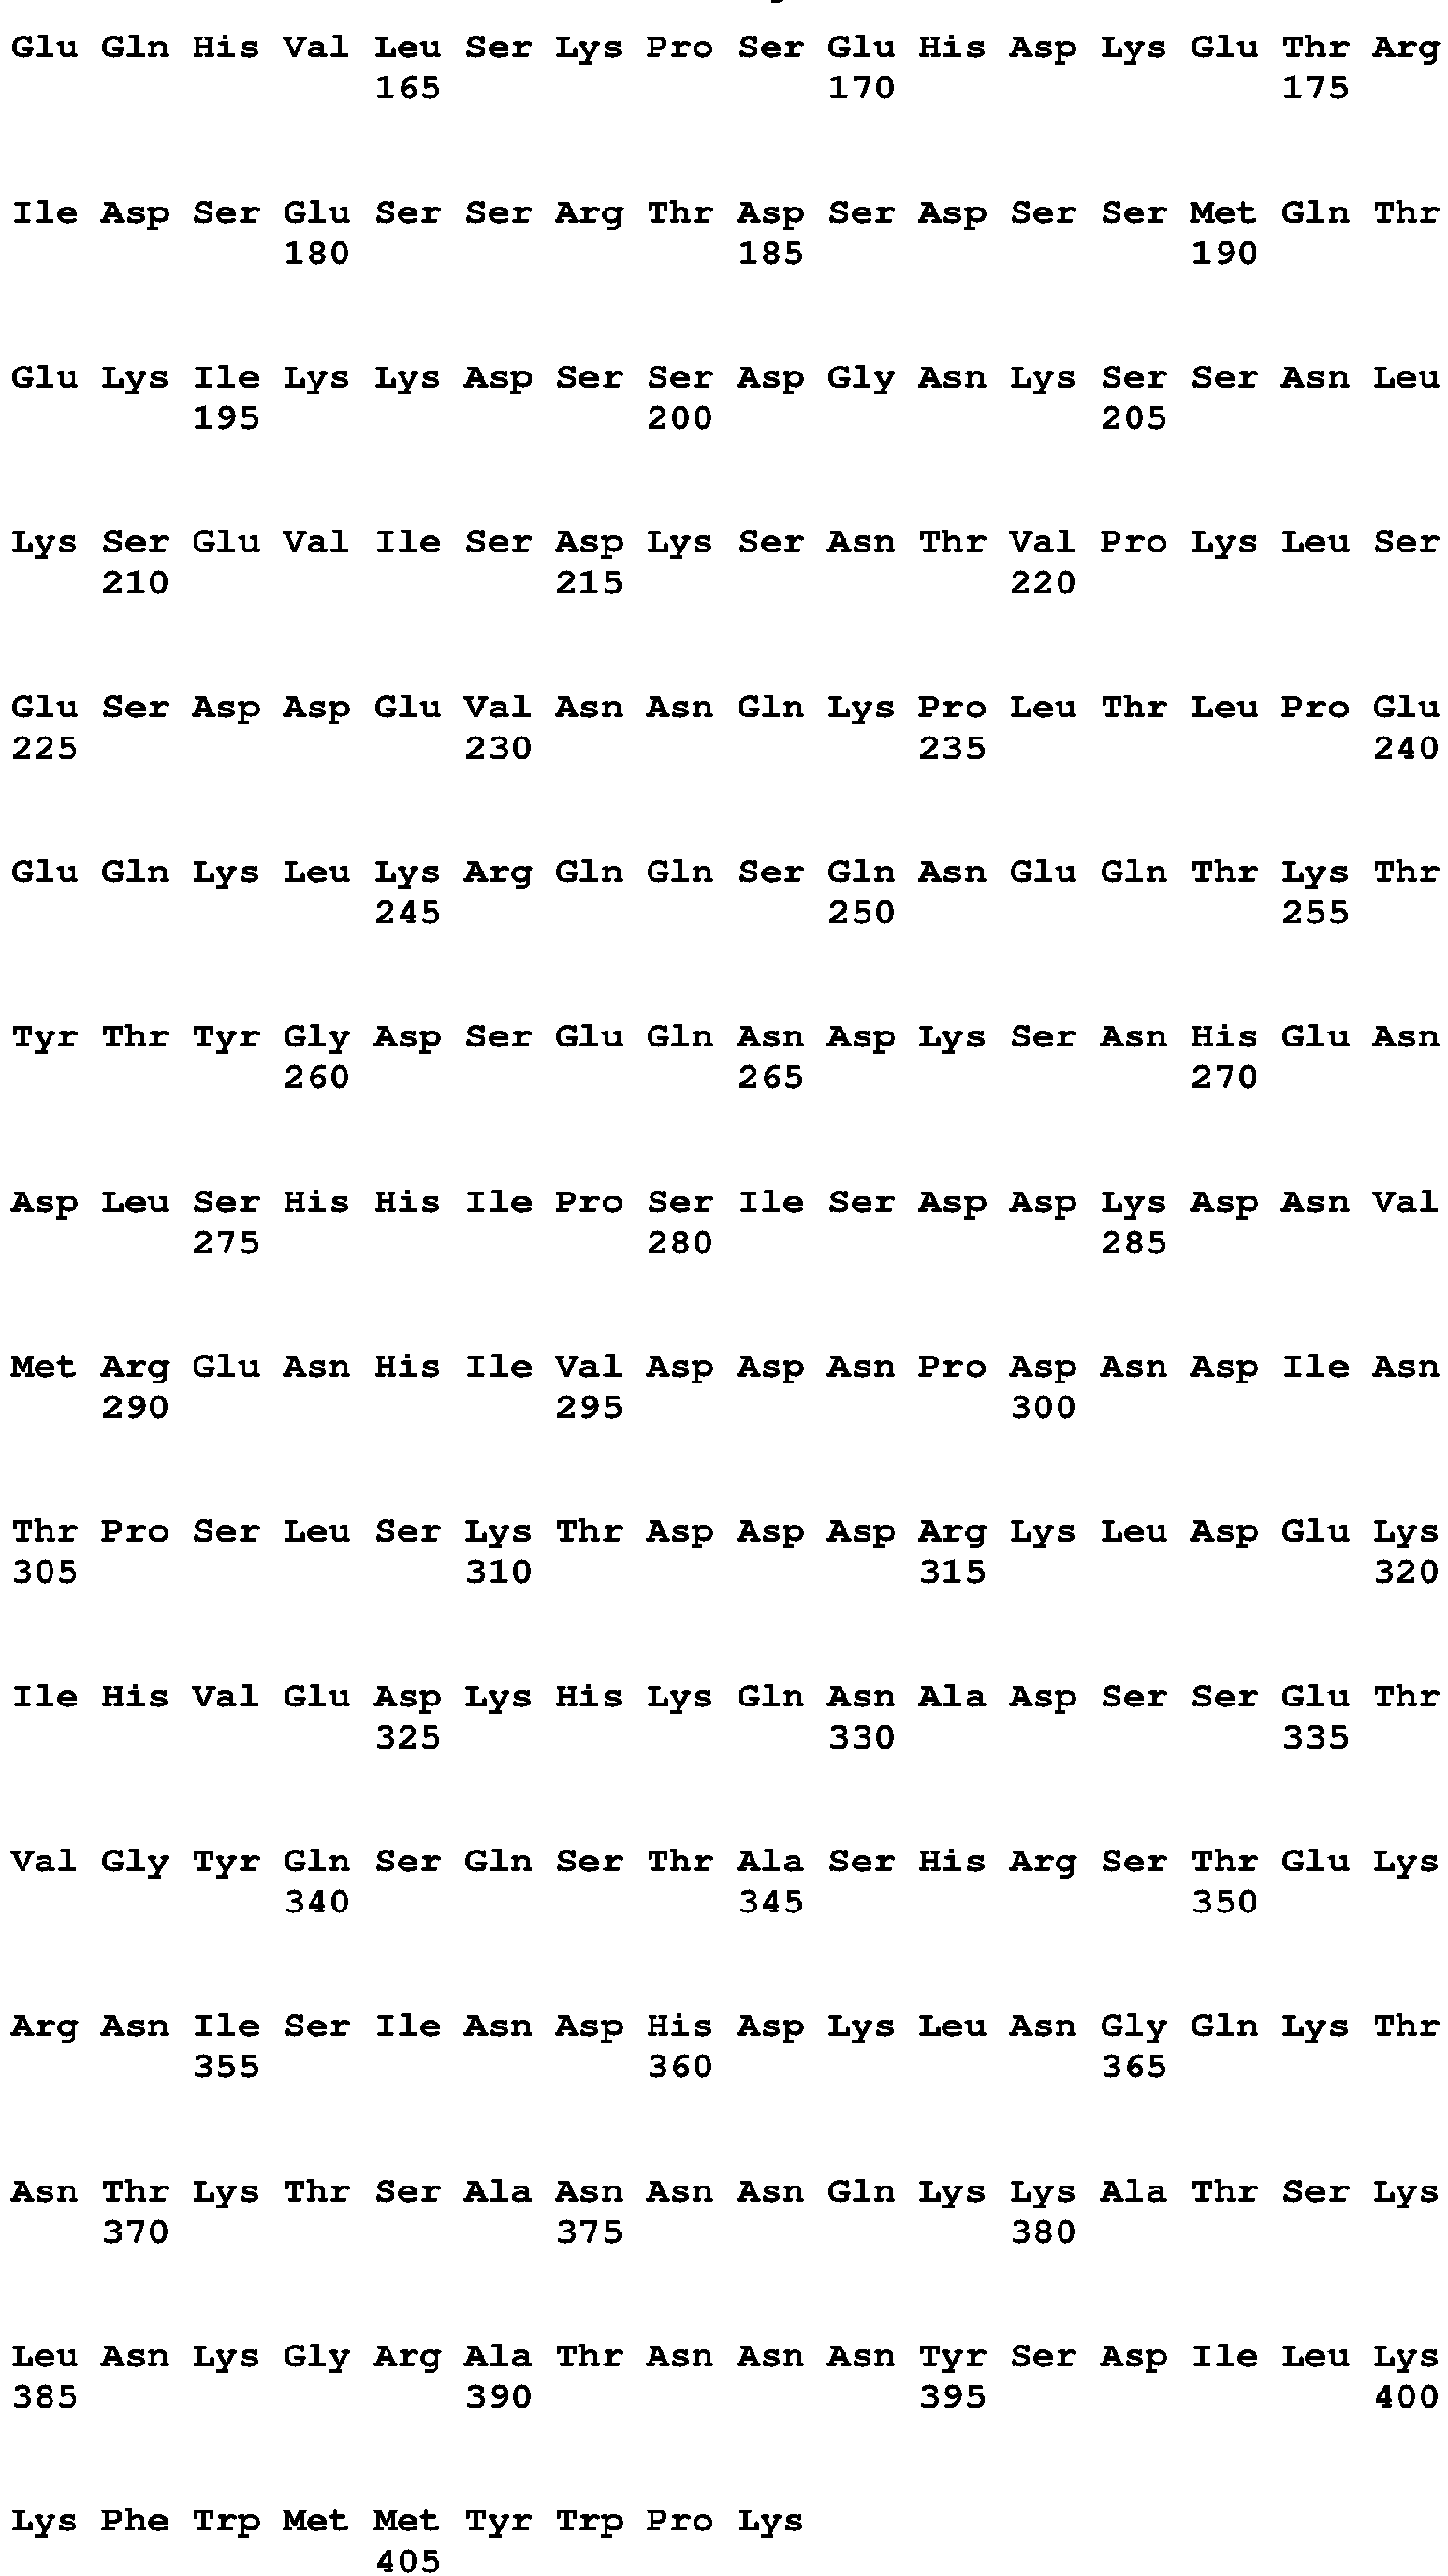 Glu Gln His Val Leu Ser Lys Pro Ser Glu His Asp Lys Glu Thr Arg
165 170 175
Ile Asp Ser Glu Ser Ser Arg Thr Asp Ser Asp Ser Ser Met Gln Thr
180 185 190
Glu Lys Ile Lys Lys Asp Ser Ser Asp Gly Asn Lys Ser Ser Asn Leu
195 200 205
Lys Ser Glu Val Ile Ser Asp Lys Ser Asn Thr Val Pro Lys Leu Ser
210 215 220
Glu Ser Asp Asp Glu Val Asn Asn Gln Lys Pro Leu Thr Leu Pro Glu
225 230 235 240
Glu Gln Lys Leu Lys Arg Gln Gln Ser Gln Asn Glu Gln Thr Lys Thr
245 250 255
Tyr Thr Tyr Gly Asp Ser Glu Gln Asn Asp Lys Ser Asn His Glu Asn
260 265 270
Asp Leu Ser His His Ile Pro Ser Ile Ser Asp Asp Lys Asp Asn Val
275 280 285
Met Arg Glu Asn His Ile Val Asp Asp Asn Pro Asp Asn Asp Ile Asn
290 295 300
Thr Pro Ser Leu Ser Lys Thr Asp Asp Asp Arg Lys Leu Asp Glu Lys
305 310 315 320
Ile His Val Glu Asp Lys His Lys Gln Asn Ala Asp Ser Ser Glu Thr
325 330 335
Val Gly Tyr Gln Ser Gln Ser Thr Ala Ser His Arg Ser Thr Glu Lys
340 345 350
Arg Asn Ile Ser Ile Asn Asp His Asp Lys Leu Asn Gly Gln Lys Thr
355 360 365
Asn Thr Lys Thr Ser Ala Asn Asn Asn Gln Lys Lys Ala Thr Ser Lys
370 375 380
Leu Asn Lys Gly Arg Ala Thr Asn Asn Asn Tyr Ser Asp Ile Leu Lys
385 390 395 400
Lys Phe Trp Met Met Tyr Trp Pro Lys
405